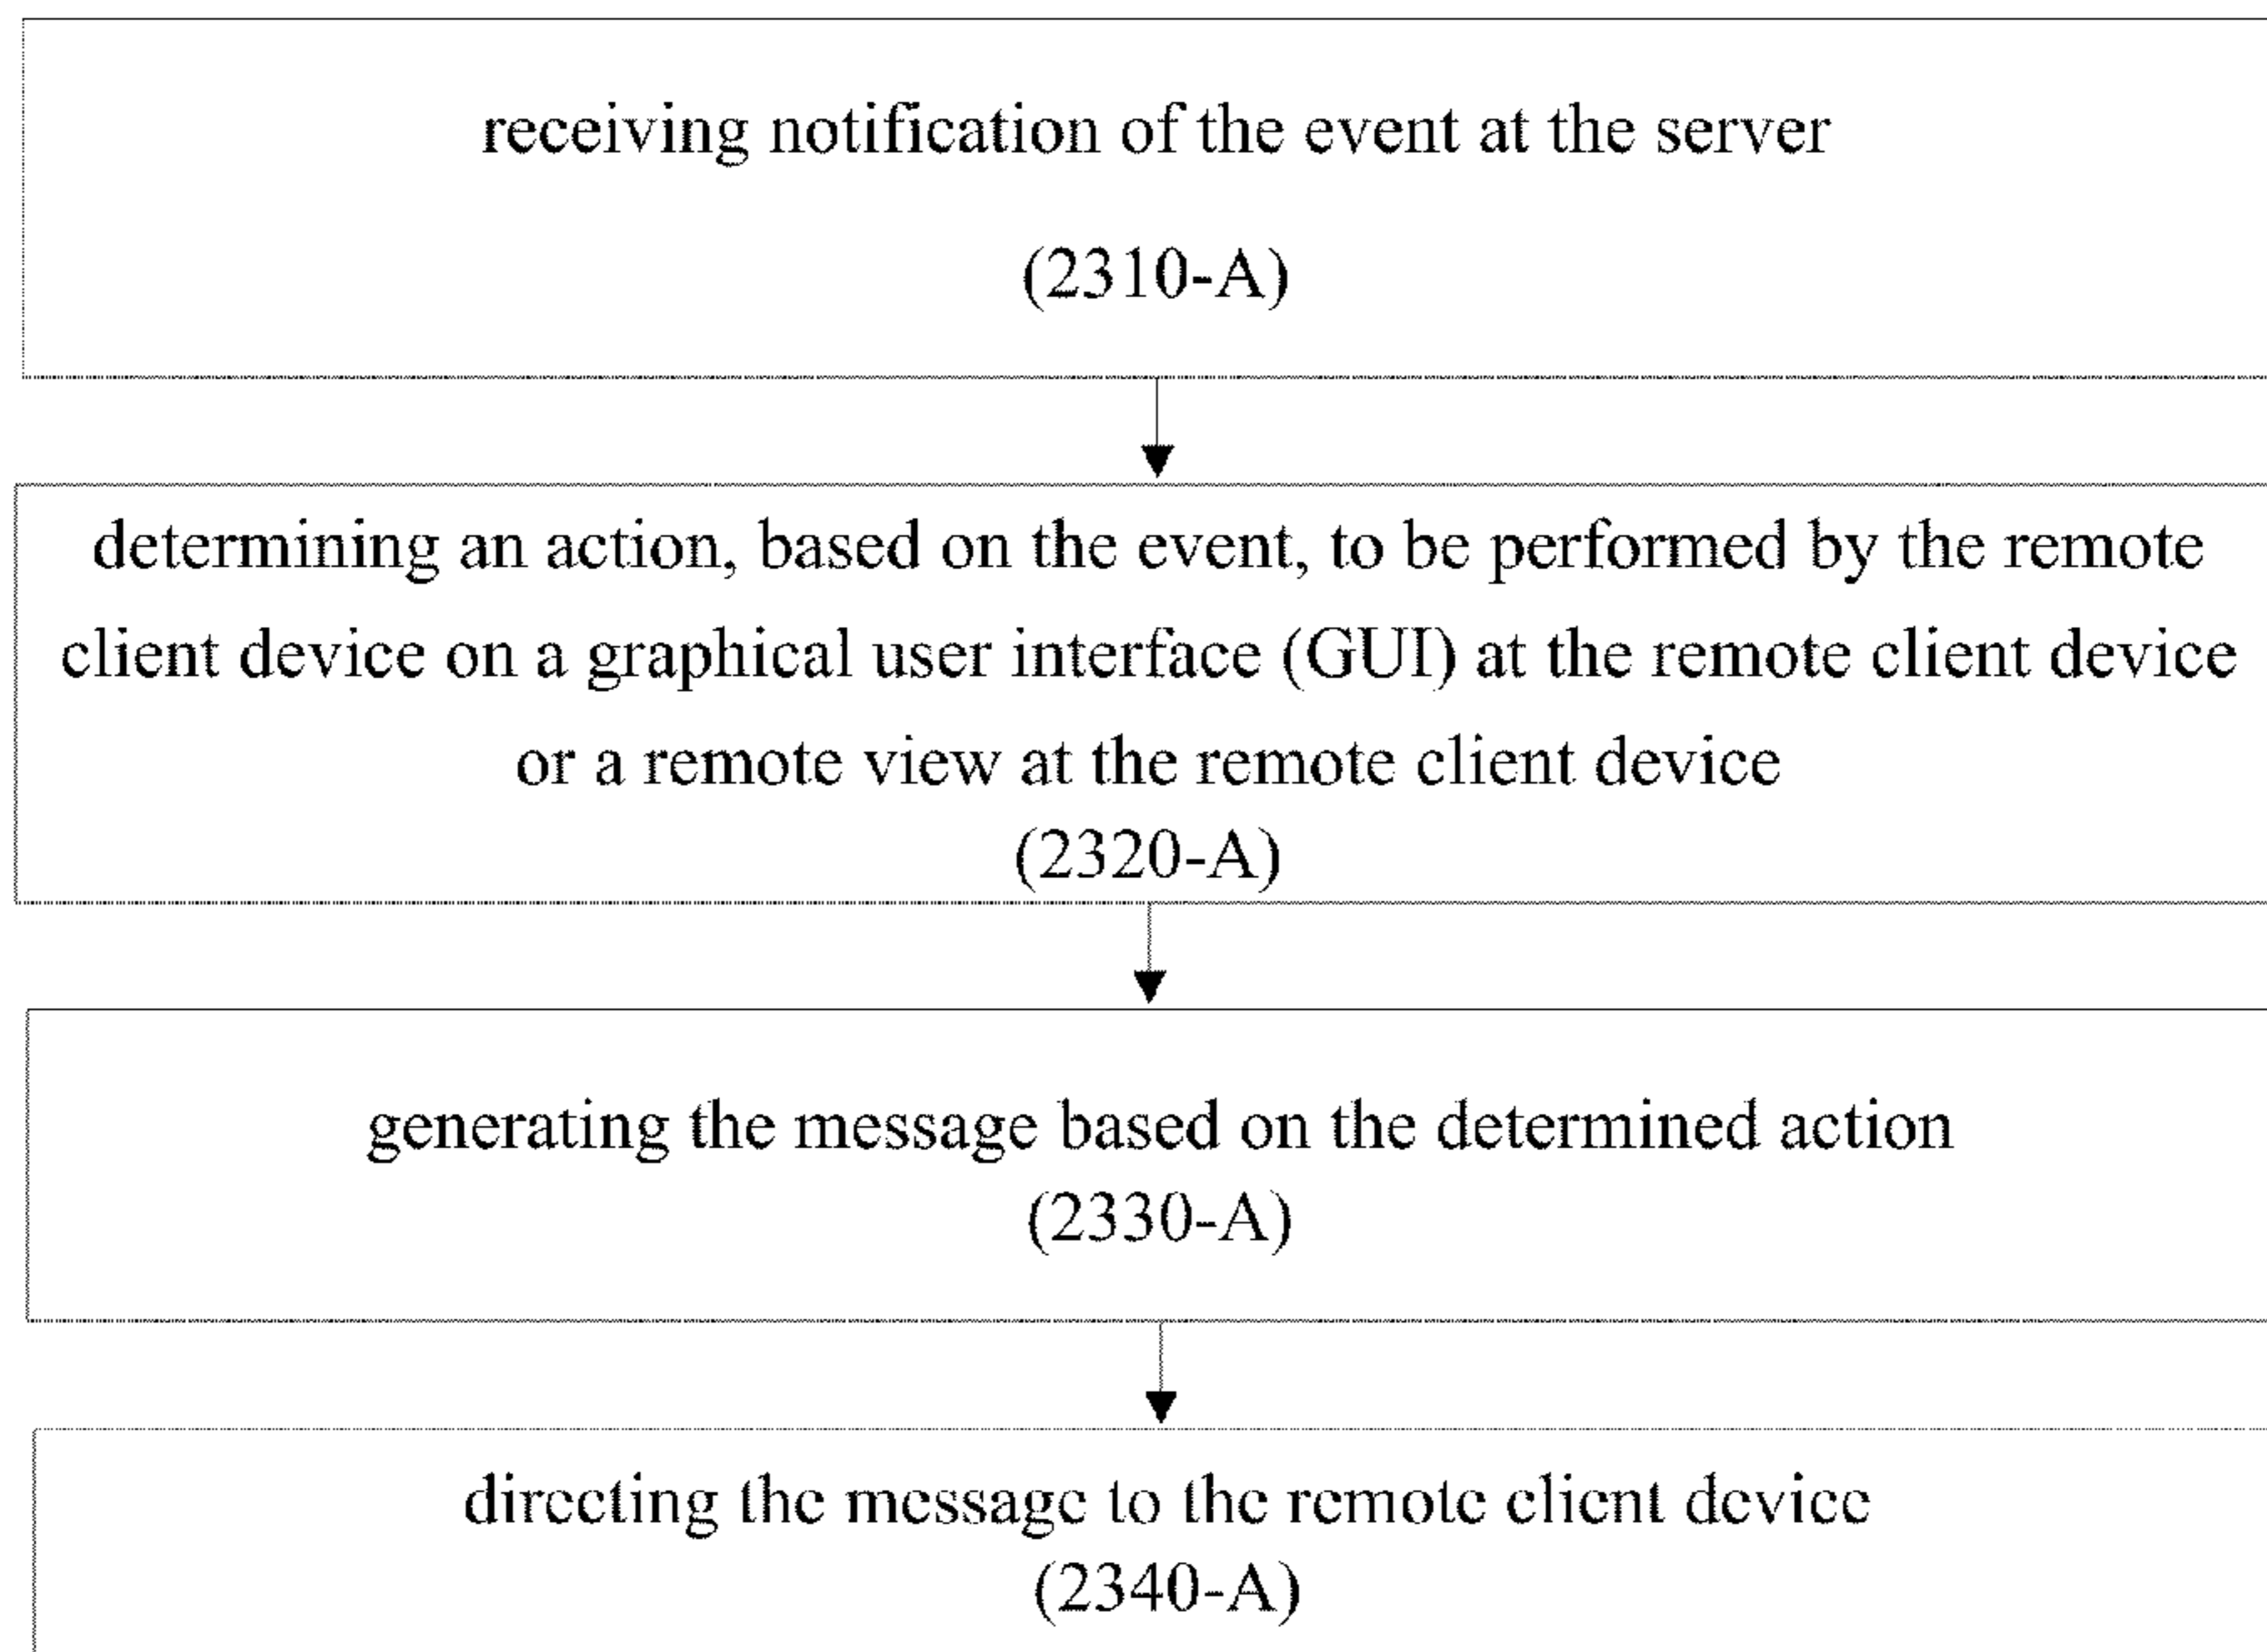 receiving notification of the event at the server
(2310-A)
determining an action, based on the event, to be performed by the remote
client device on a graphical user interface (GUI) at the remote client device
or a remote view at the remote client device
(2320-A)
generating the message based on the determined action
(2330-A)
directing the message to the remote client device
(2340-A)